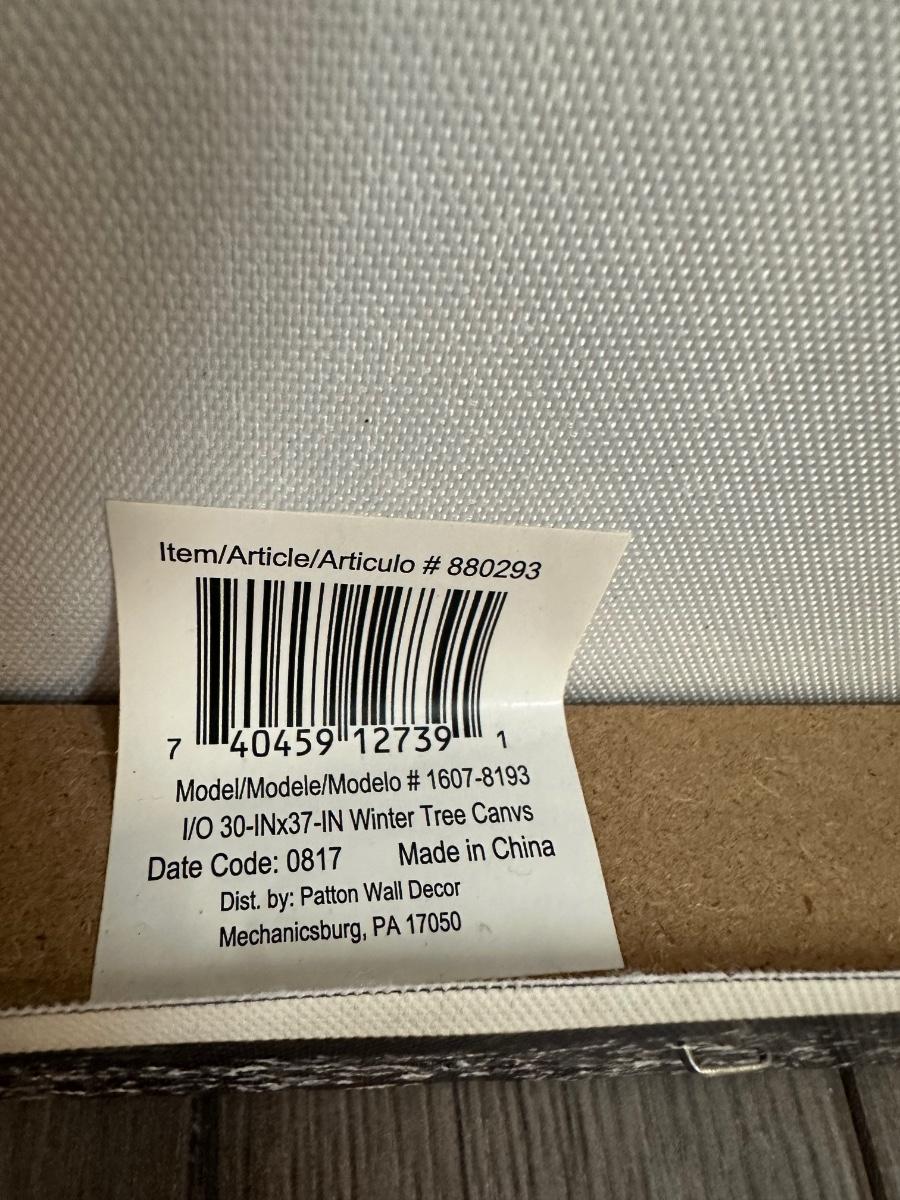 Item/Article/Articulo # 880293
7 40459 12739 1
Model/Modele/Modelo # 1607-8193
I/O 30-INx37-IN Winter Tree Canvs
Date Code: 0817 Made in China
Dist. by: Patton Wall Decor
Mechanicsburg, PA 17050